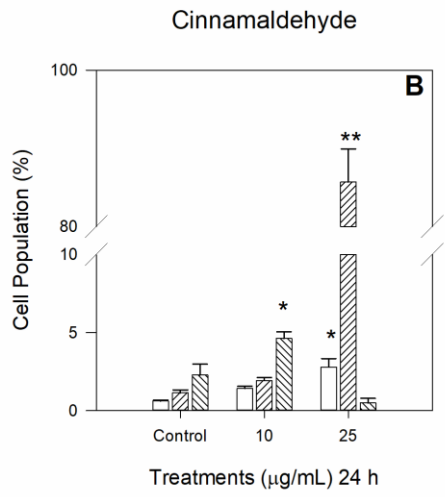 Cinnamaldehyde
B
100
80
10
5
0
Cell Population (%)
*
*
**
Control
10
25
Treatments (μg/mL) 24 h